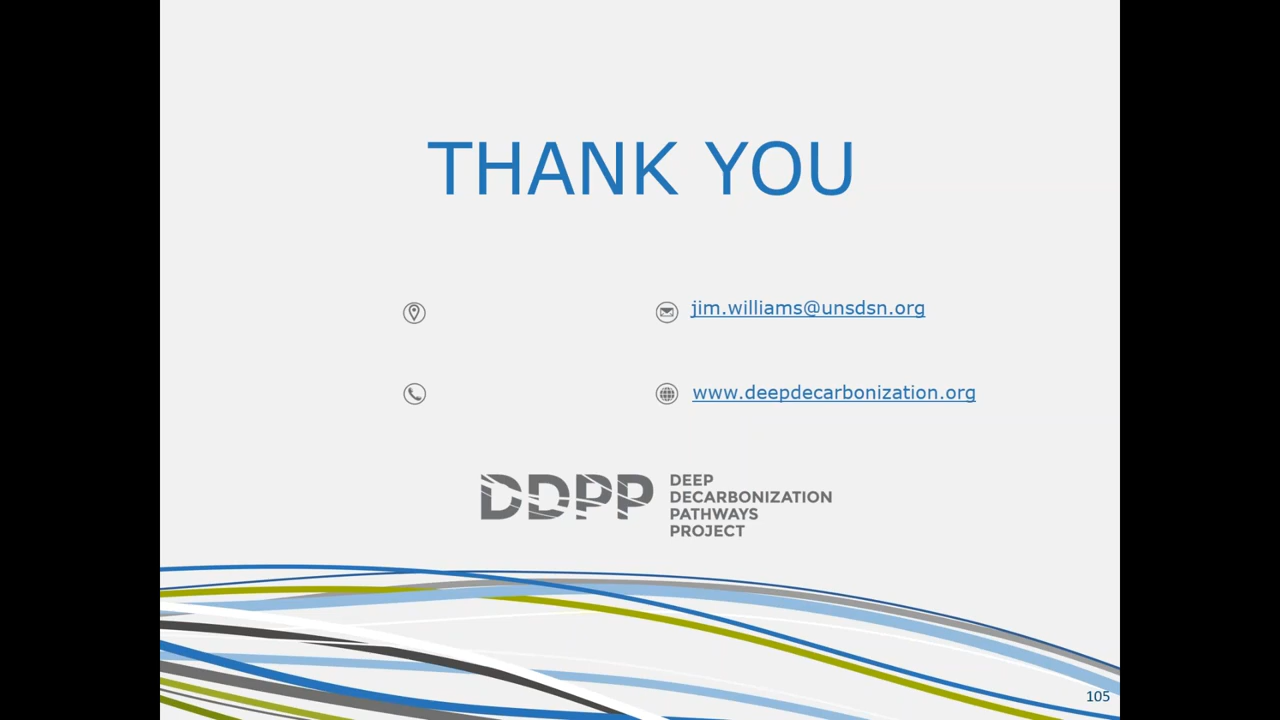 THANK YOU
jim.williams@unsdsn.org
www.deepdecarbonization.org
DDPP
DEEP
DECARBONIZATION
PATHWAYS
PROJECT
105